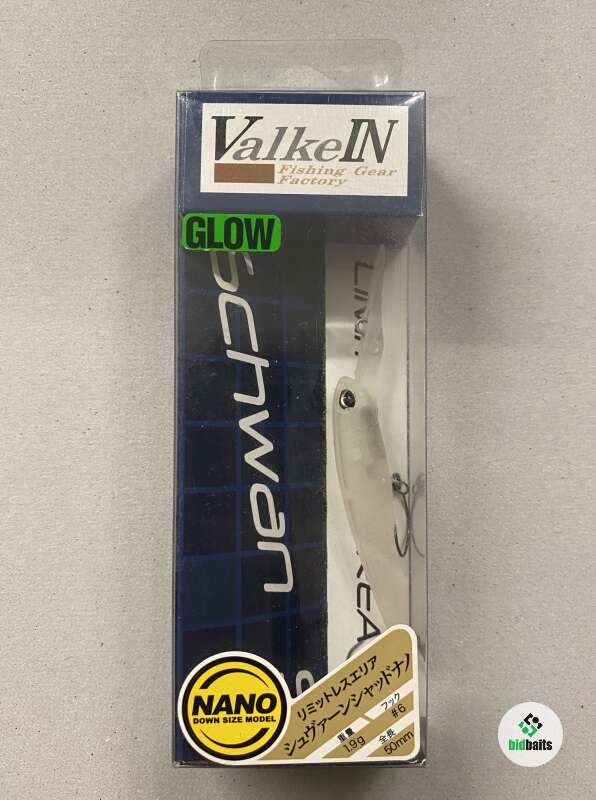 ValkeIN
Fishing Gear
Factory
GLOW
schwan
NANO
DOWN SIZE MODEL
リミットレスエリア
シュヴァーンシャッドナノ
重量
1.9g
フック
#6
全長
50mm
bidbaits